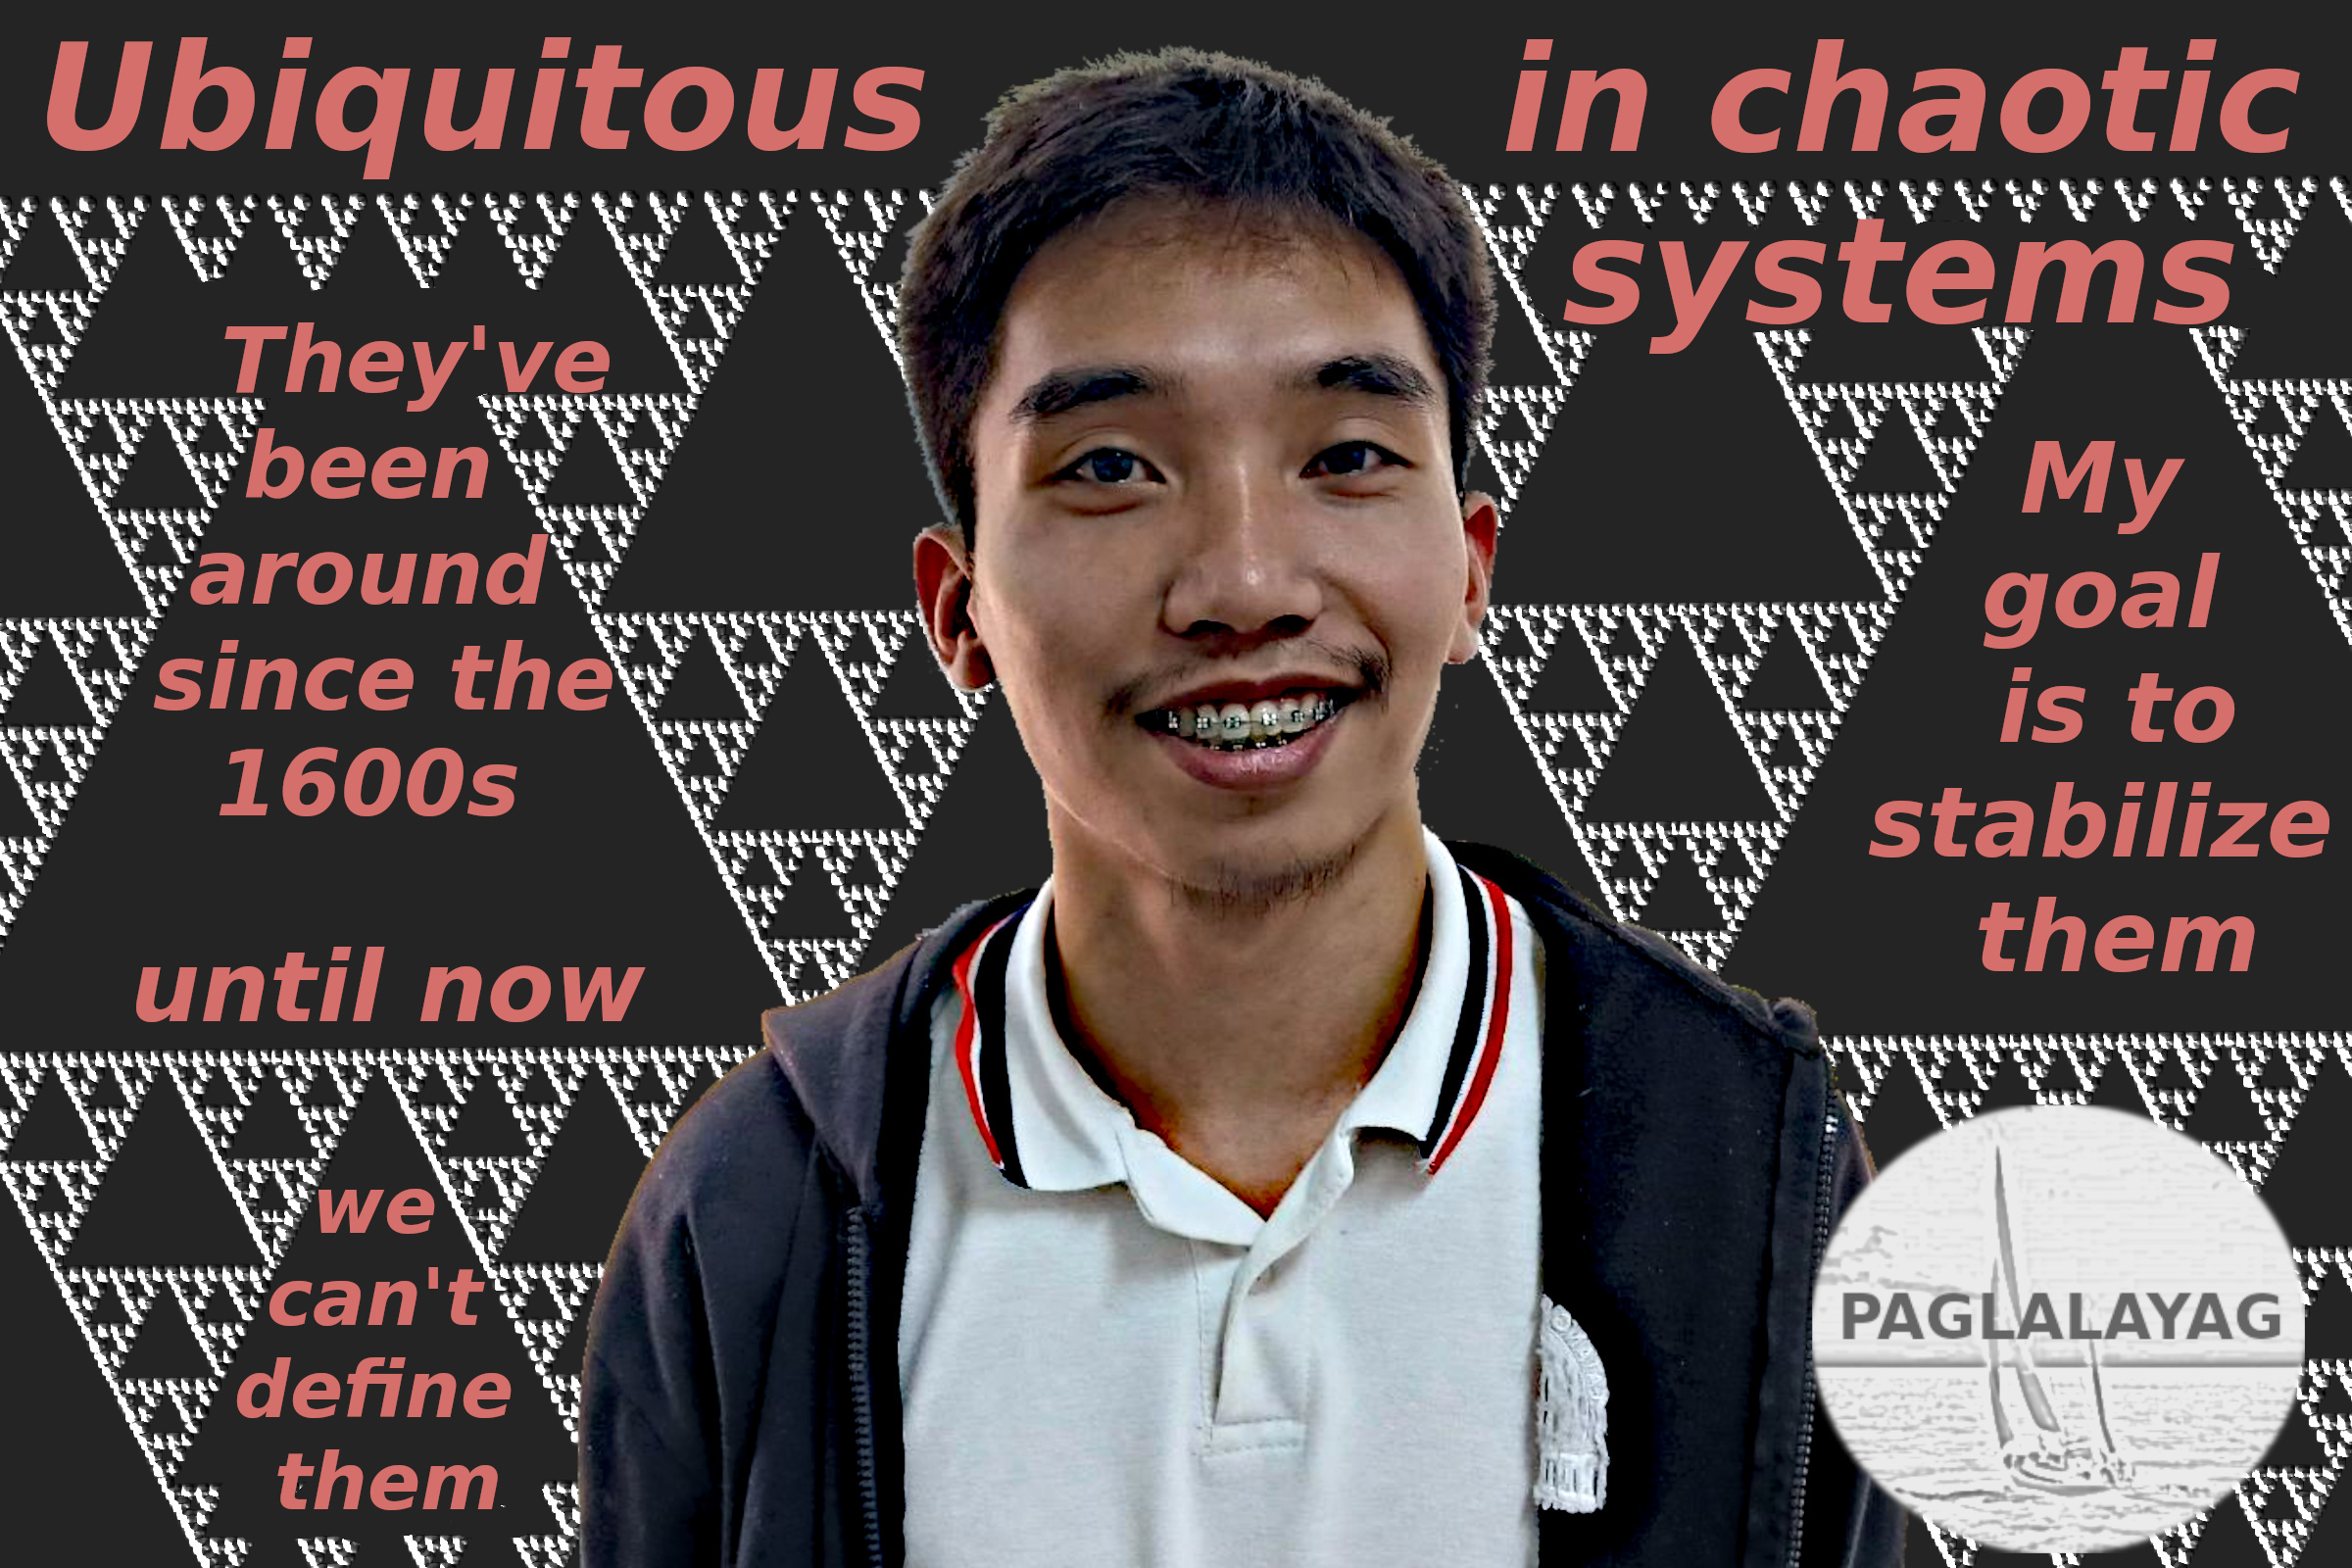 Ubiquitous
in chaotic
systems
They've
been
around
since the
1600s
until now
we
can't
define
them
My
goal
is to
stabilize
them
PAGLALAYAG